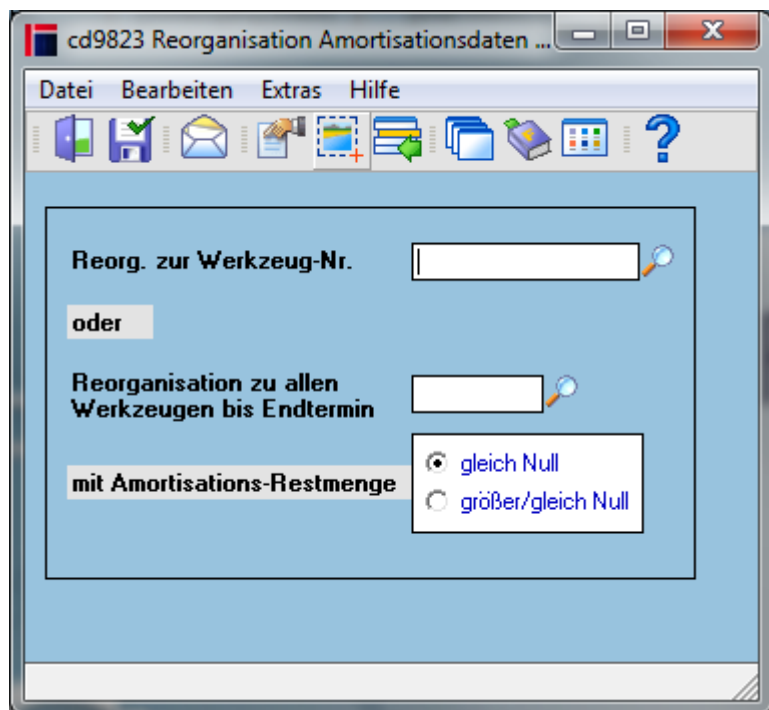 cd9823 Reorganisation Amortisationsdaten ...
Datei Bearbeiten Extras Hilfe
Reorg. zur Werkzeug-Nr.
oder
Reorganisation zu allen
Werkzeugen bis Endtermin
mit Amortisations-Restmenge
gleich Null
größer/gleich Null